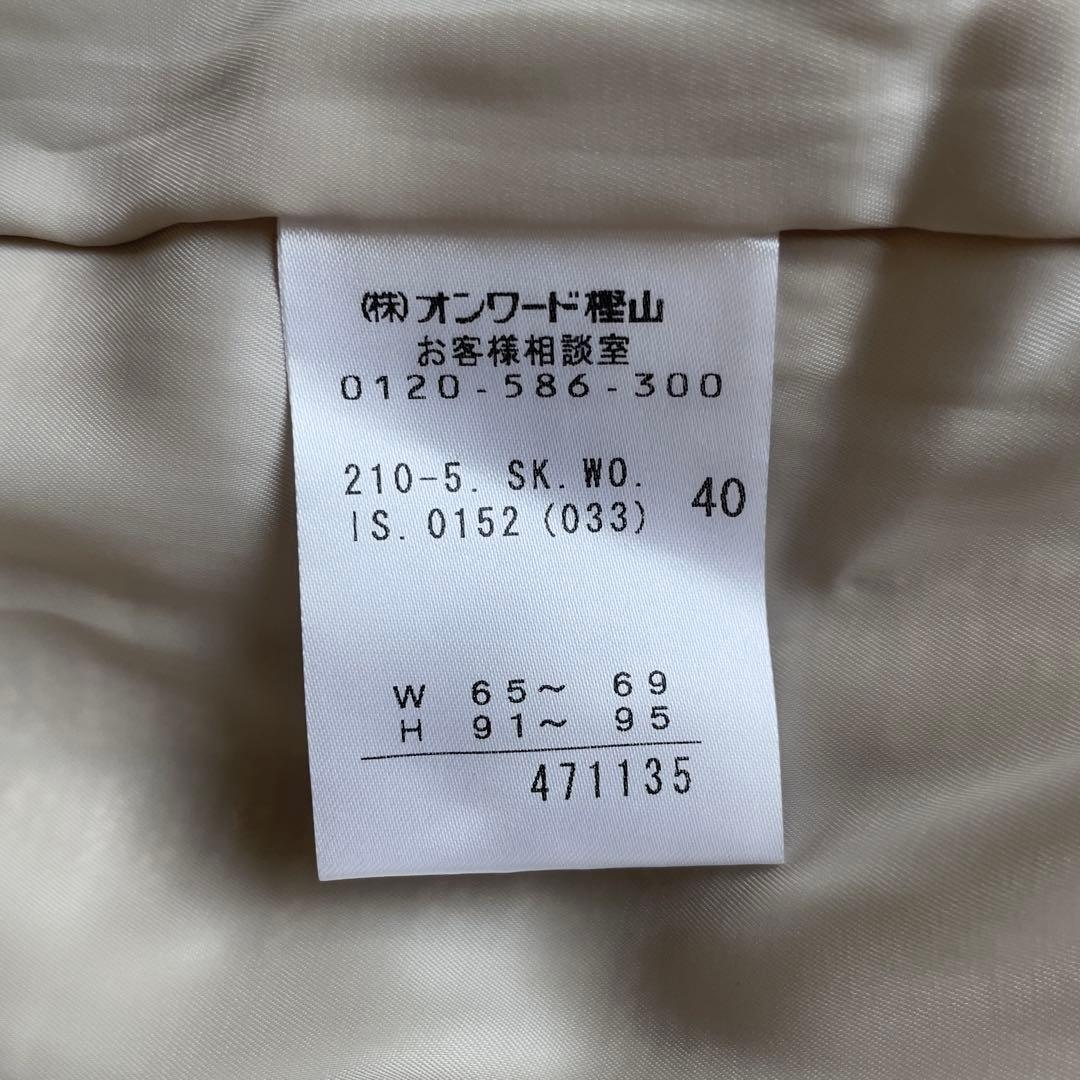 (株)オンワード樫山
お客様相談室
0120-586-300
210-5. SK.WO.
IS.0152(033) 40
W 65～ 69
H 91～ 95
471135